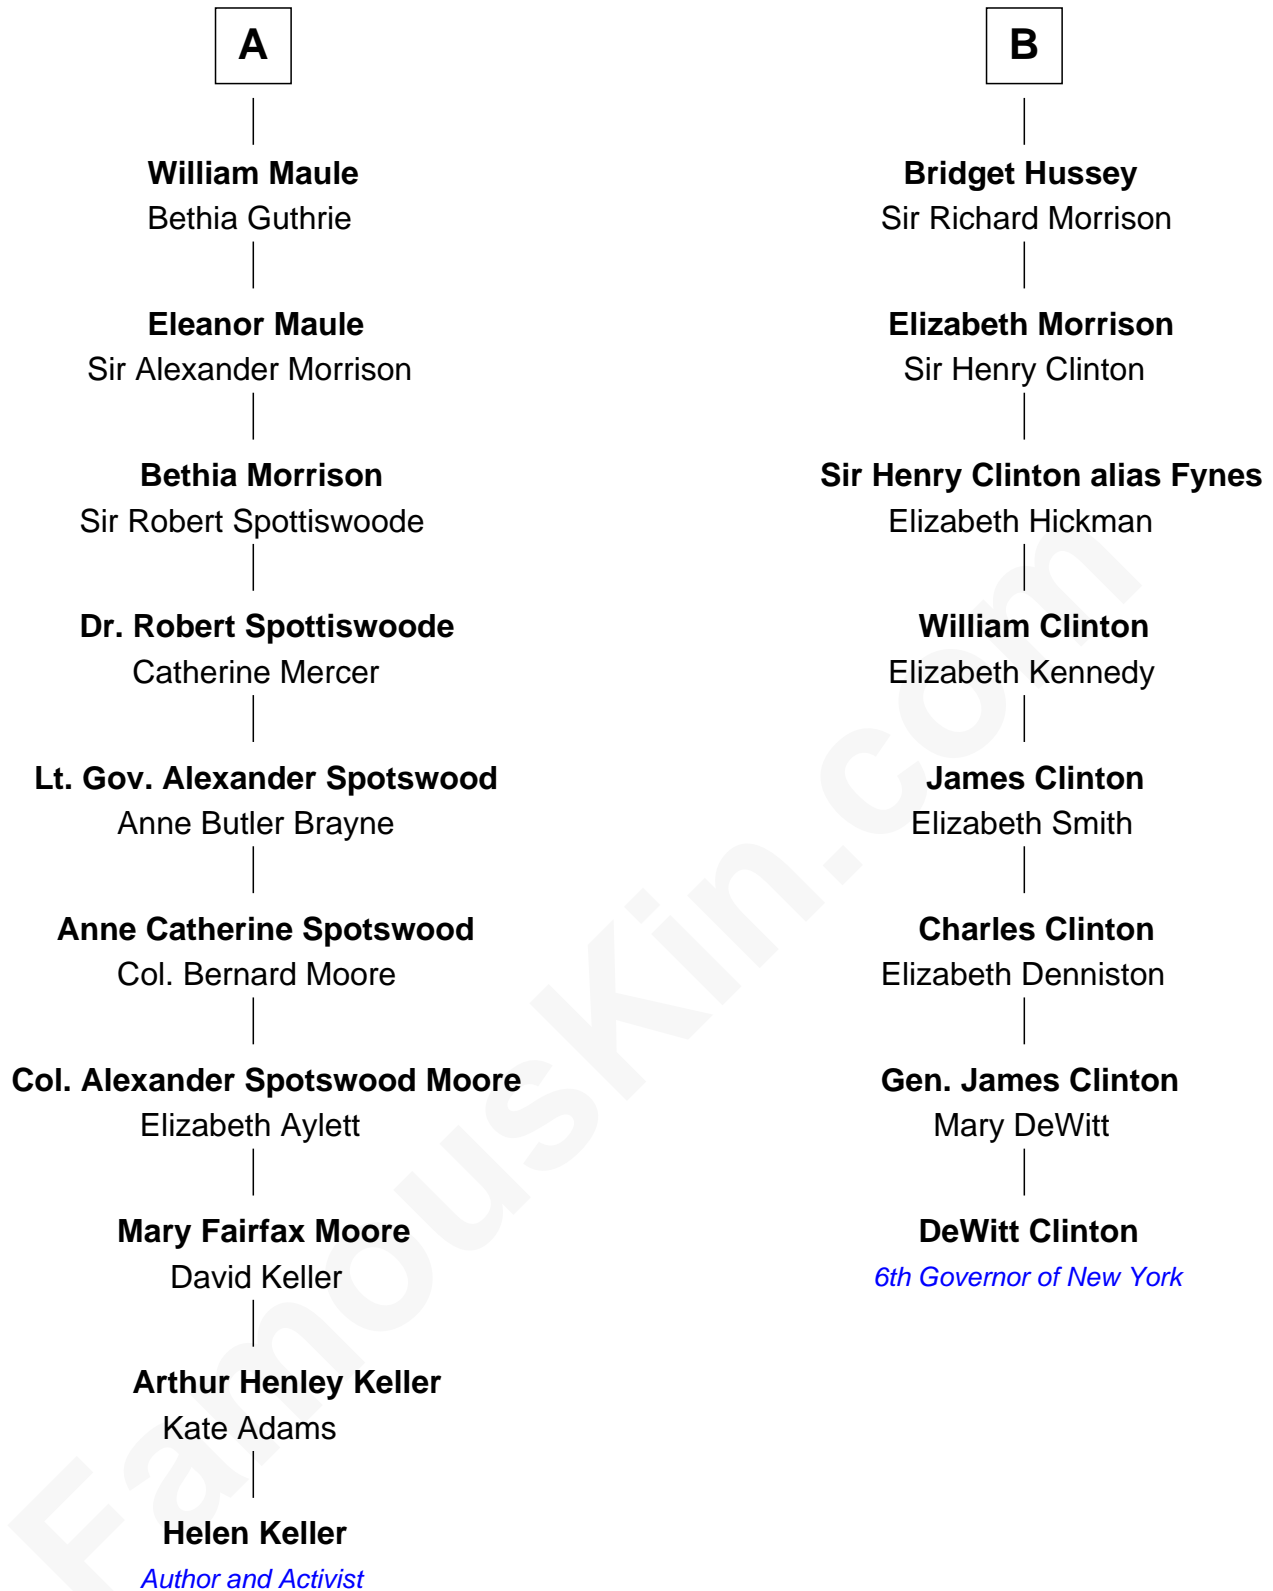 A
William Maule
Bethia Guthrie
Eleanor Maule
Sir Alexander Morrison
Bethia Morrison
Sir Robert Spottiswoode
Dr. Robert Spottiswoode
Catherine Mercer
Lt. Gov. Alexander Spotswood
Anne Butler Brayne
Anne Catherine Spotswood
Col. Bernard Moore
Col. Alexander Spotswood Moore
Elizabeth Aylett
Mary Fairfax Moore
David Keller
Arthur Henley Keller
Kate Adams
Helen Keller
Author and Activist
B
Bridget Hussey
Sir Richard Morrison
Elizabeth Morrison
Sir Henry Clinton
Sir Henry Clinton alias Fynes
Elizabeth Hickman
William Clinton
Elizabeth Kennedy
James Clinton
Elizabeth Smith
Charles Clinton
Elizabeth Denniston
Gen. James Clinton
Mary DeWitt
DeWitt Clinton
6th Governor of New York
FamousKin.com